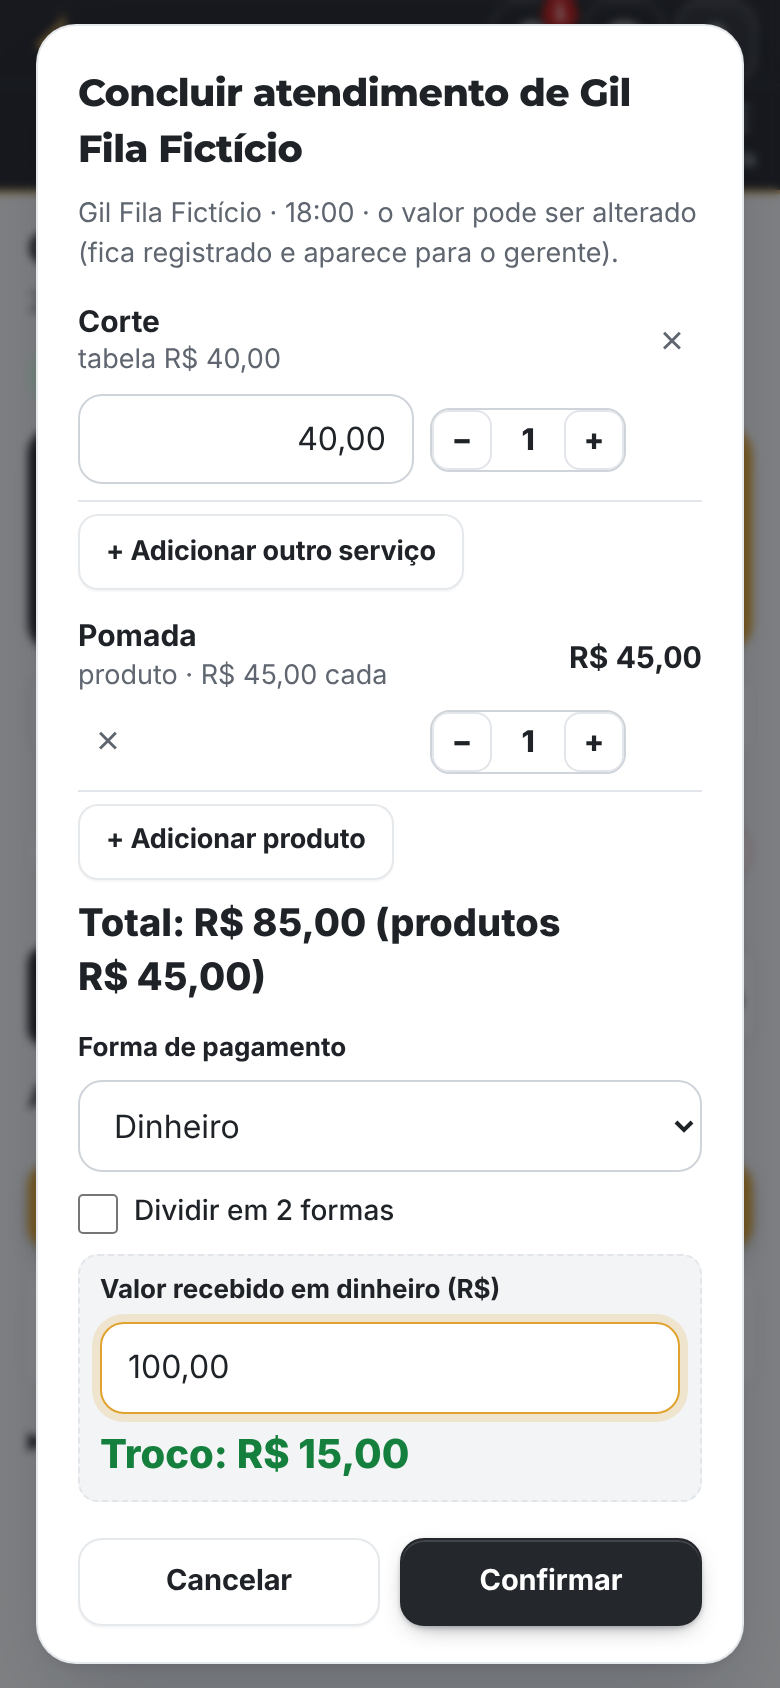 Concluir atendimento de Gil
Fila Fictício
Gil Fila Fictício · 18:00 · o valor pode ser alterado
(fica registrado e aparece para o gerente).
Corte
tabela R$ 40,00
×
40,00
− 1 +
+ Adicionar outro serviço
Pomada
produto · R$ 45,00 cada
R$ 45,00
×
− 1 +
+ Adicionar produto
Total: R$ 85,00 (produtos
R$ 45,00)
Forma de pagamento
Dinheiro
Dividir em 2 formas
Valor recebido em dinheiro (R$)
100,00
Troco: R$ 15,00
Cancelar
Confirmar